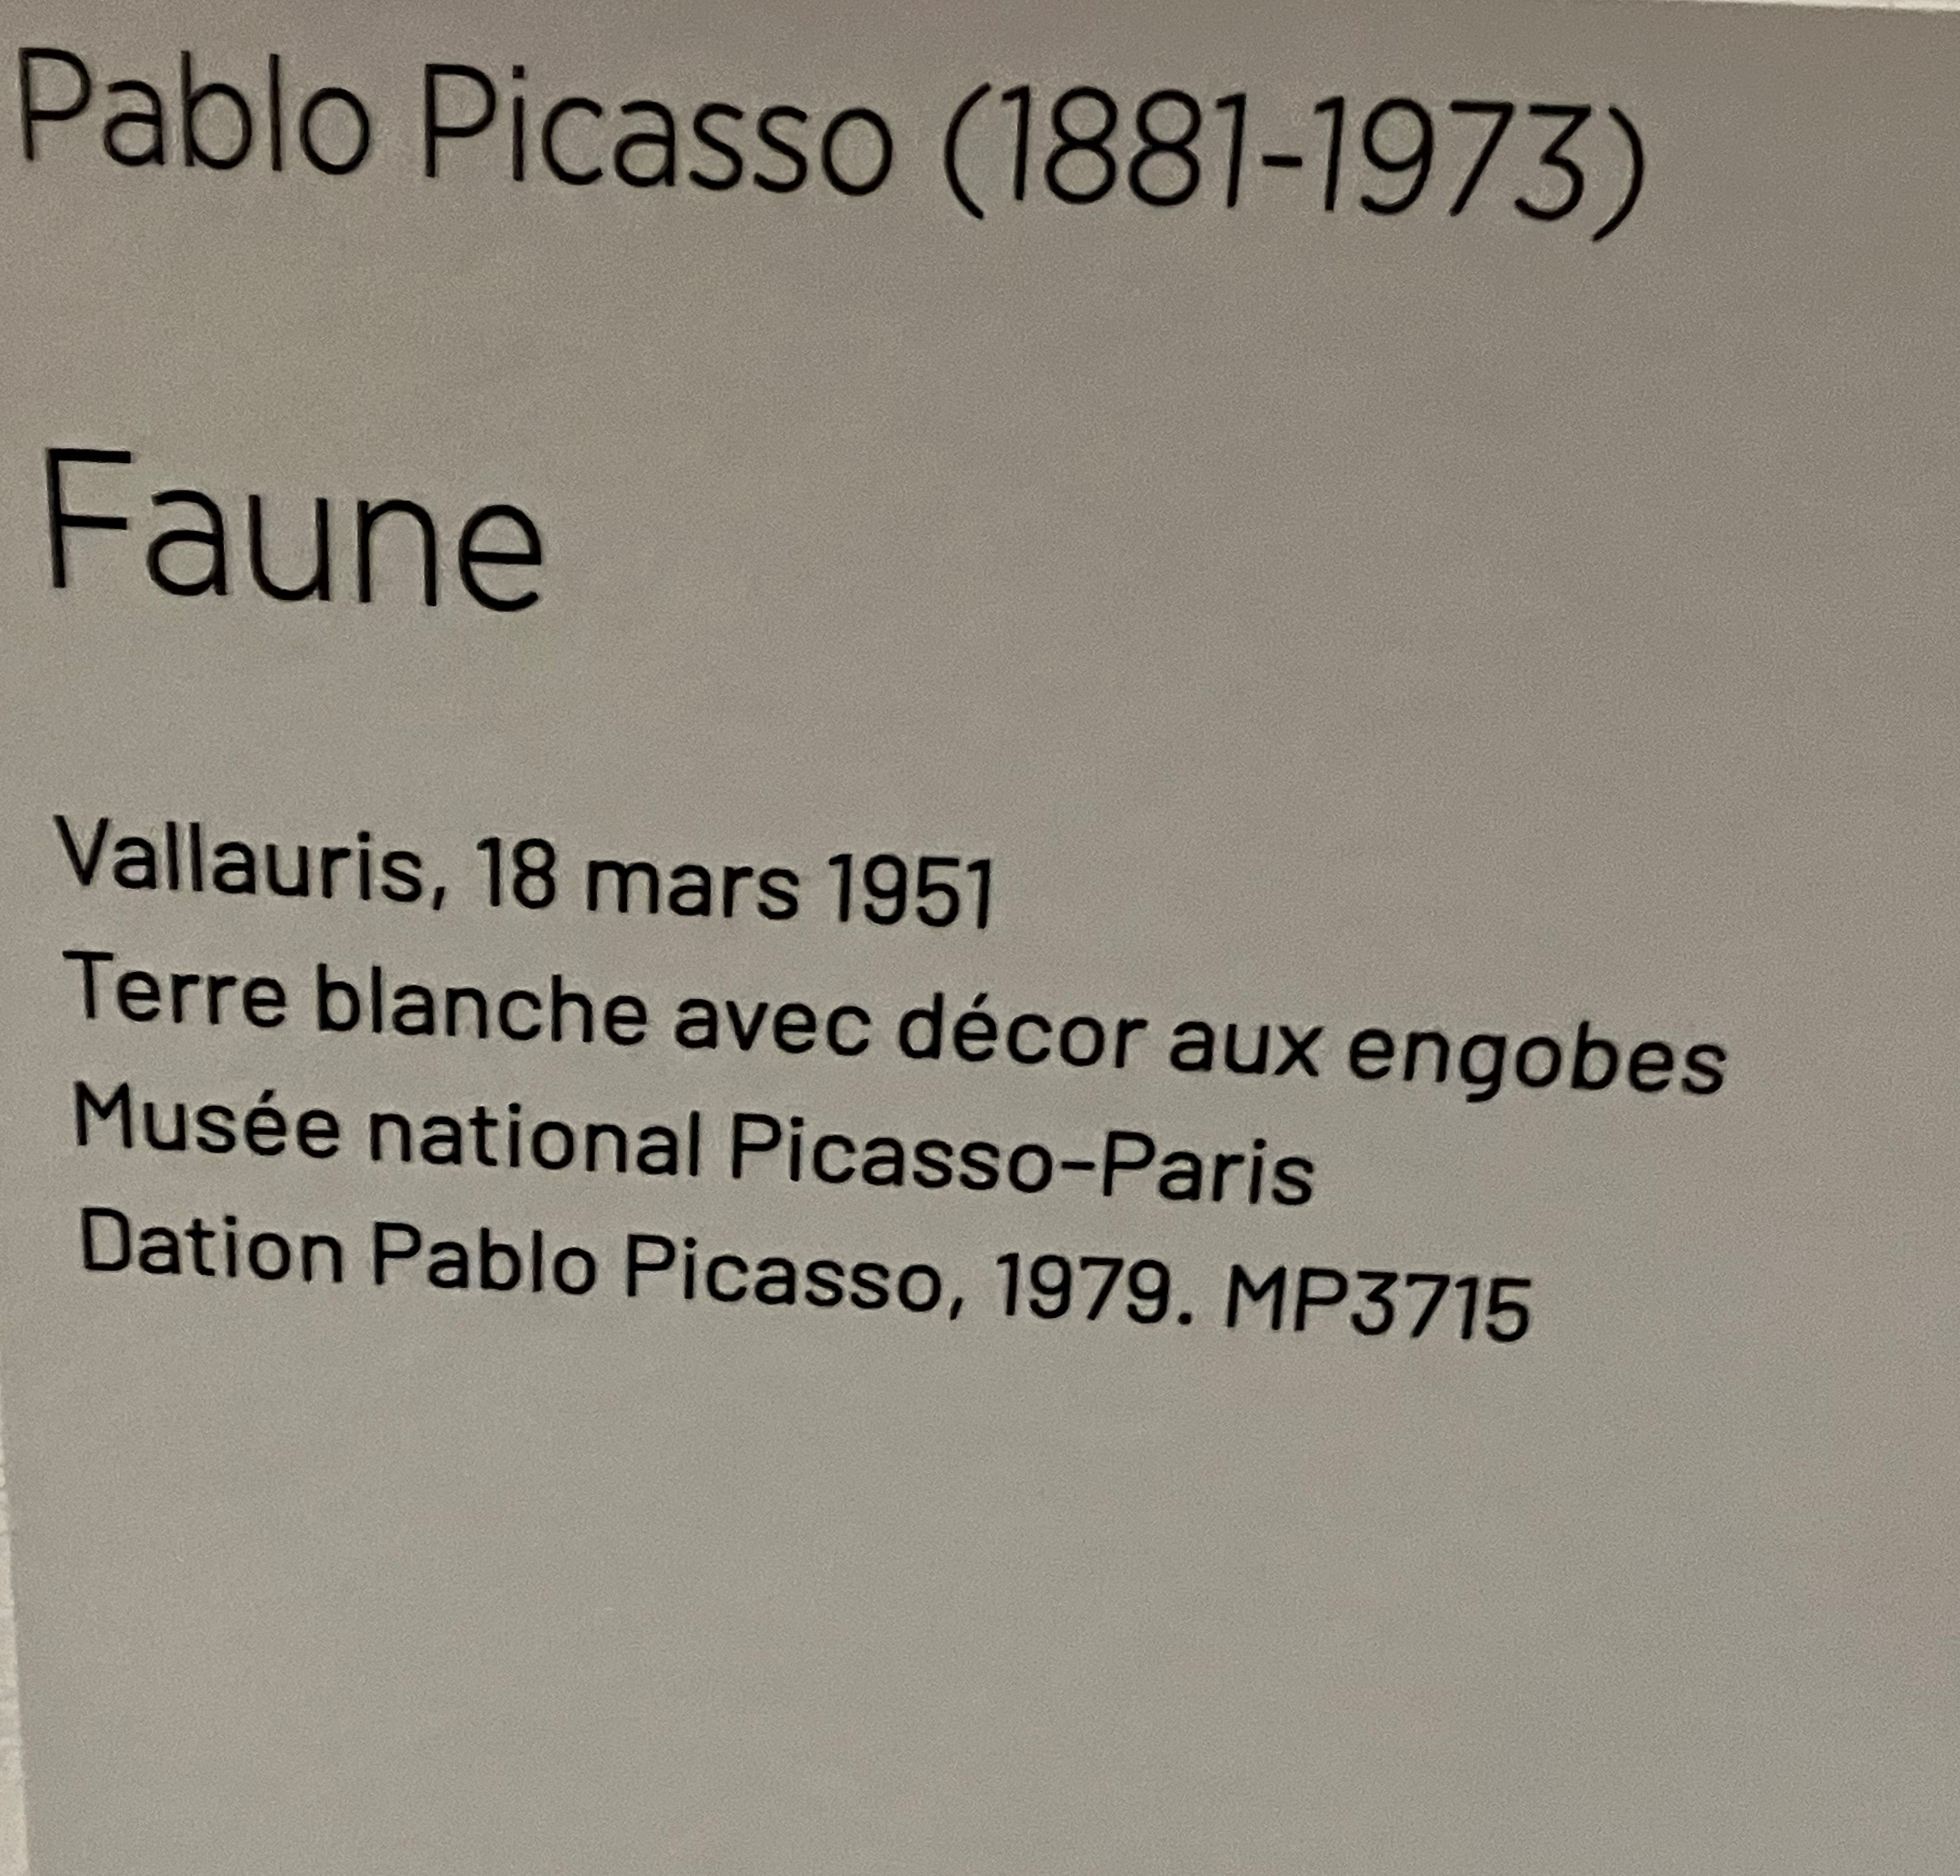 Pablo Picasso (1881-1973)
Faune
Vallauris, 18 mars 1951
Terre blanche avec décor aux engobes
Musée national Picasso-Paris
Dation Pablo Picasso, 1979. MP3715